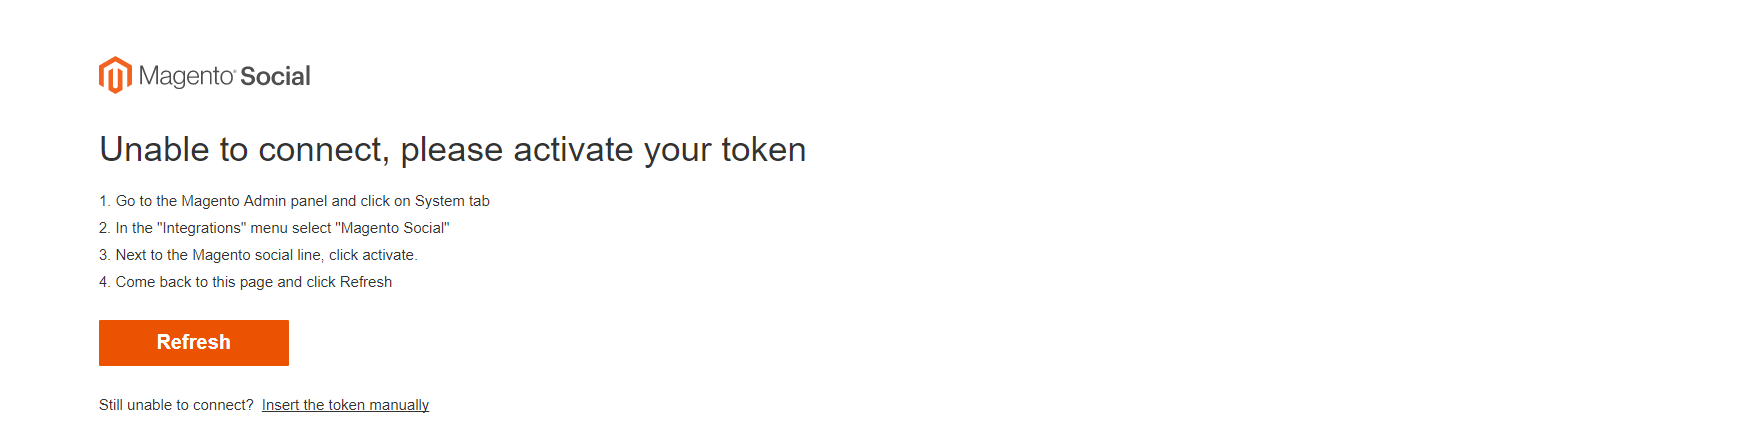 Magento® Social
Unable to connect, please activate your token
1. Go to the Magento Admin panel and click on System tab
2. In the "Integrations" menu select "Magento Social"
3. Next to the Magento social line, click activate.
4. Come back to this page and click Refresh
Refresh
Still unable to connect? Insert the token manually